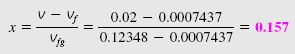 x = (v − v_f) / v_fg = (0.02 − 0.0007437) / (0.12348 − 0.0007437) = 0.157